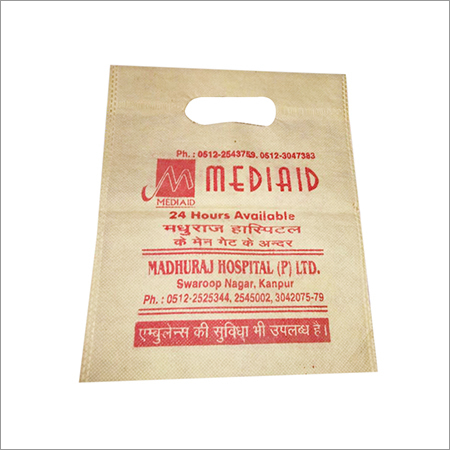 Ph. : 0512-2543769, 0512-3047383
M
MEDIAID
MEDIAID
24 Hours Available
मधुराज हास्पिटल
के मेन गेट के अन्दर
MADHURAJ HOSPITAL (P) LTD.
Swaroop Nagar, Kanpur
Ph. : 0512-2525344, 2545002, 3042075-79
एम्बुलेन्स की सुविधा भी उपलब्ध है।